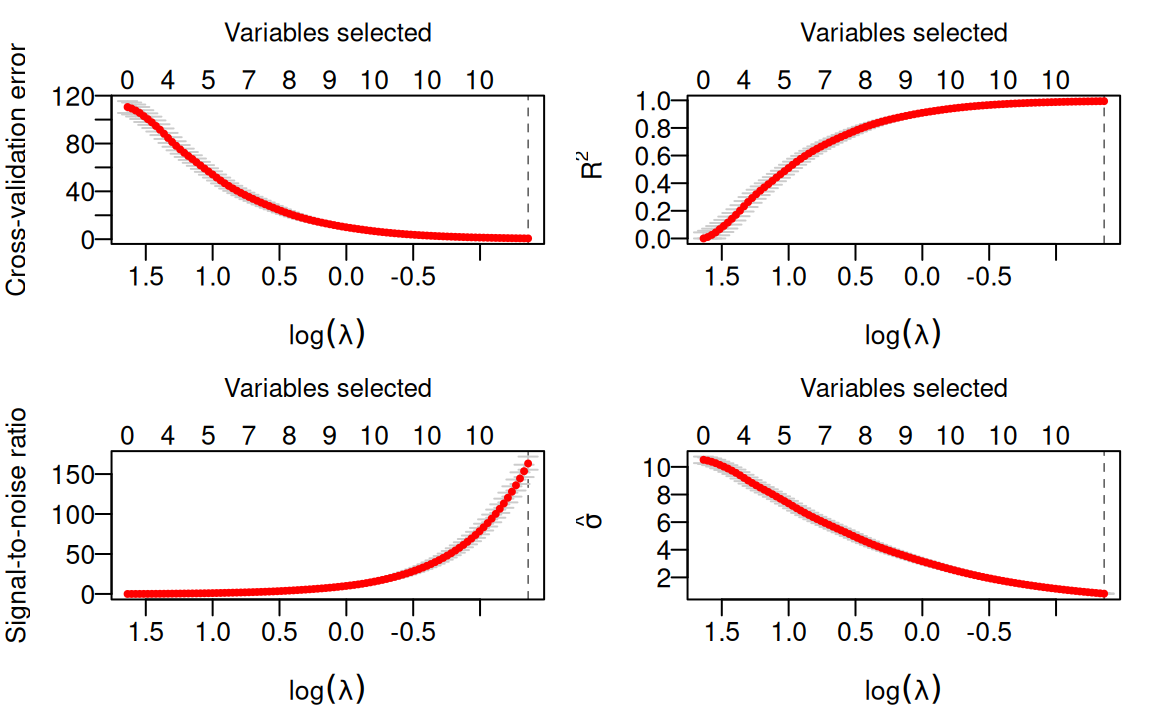 Variables selected
0 4 5 7 8 9 10 10 10
Cross-validation error
120
80
40
0
1.5 1.0 0.5 0.0 -0.5
log(λ)
Variables selected
0 4 5 7 8 9 10 10 10
R²
1.0
0.8
0.6
0.4
0.2
0.0
1.5 1.0 0.5 0.0 -0.5
log(λ)
Variables selected
0 4 5 7 8 9 10 10 10
Signal-to-noise ratio
150
100
50
0
1.5 1.0 0.5 0.0 -0.5
log(λ)
Variables selected
0 4 5 7 8 9 10 10 10
σ̂
10
8
6
4
2
1.5 1.0 0.5 0.0 -0.5
log(λ)